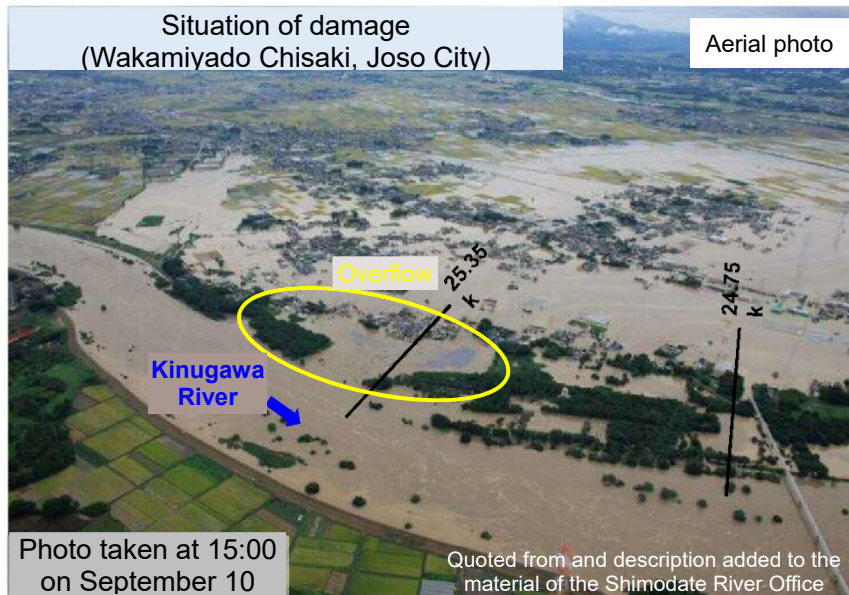 Situation of damage
(Wakamiyado Chisaki, Joso City)
Aerial photo
Overflow
25.35
k
24.75
k
Kinugawa
River
Photo taken at 15:00
on September 10
Quoted from and description added to the
material of the Shimodate River Office